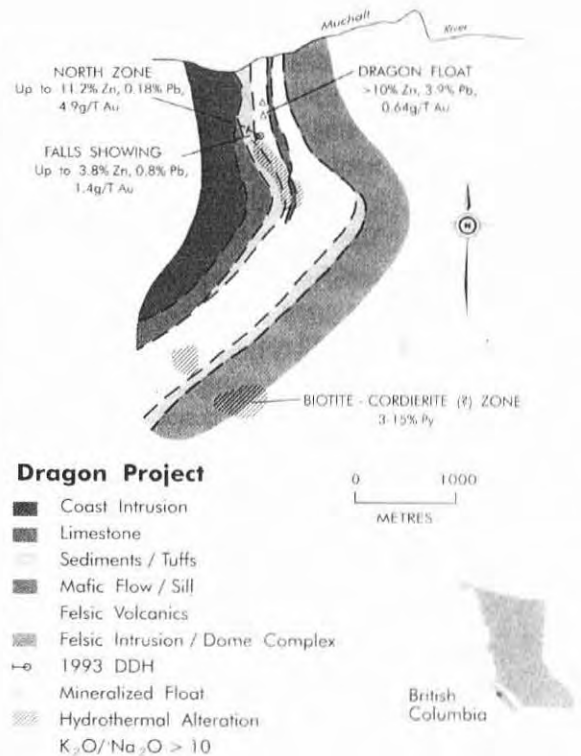 Muchalt
River
NORTH ZONE
Up to 11.2% Zn, 0.18% Pb,
4.9g/T Au
DRAGON FLOAT
>10% Zn, 3.9% Pb,
0.64g/T Au
FALLS SHOWING
Up to 3.8% Zn, 0.8% Pb,
1.4g/T Au
N
BIOTITE - CORDIERITE (?) ZONE
3-15% Py
Dragon Project
Coast Intrusion
Limestone
Sediments / Tuffs
Mafic Flow / Sill
Felsic Volcanics
Felsic Intrusion / Dome Complex
1993 DDH
Mineralized Float
Hydrothermal Alteration
K₂O/Na₂O > 10
0 1000
METRES
British
Columbia